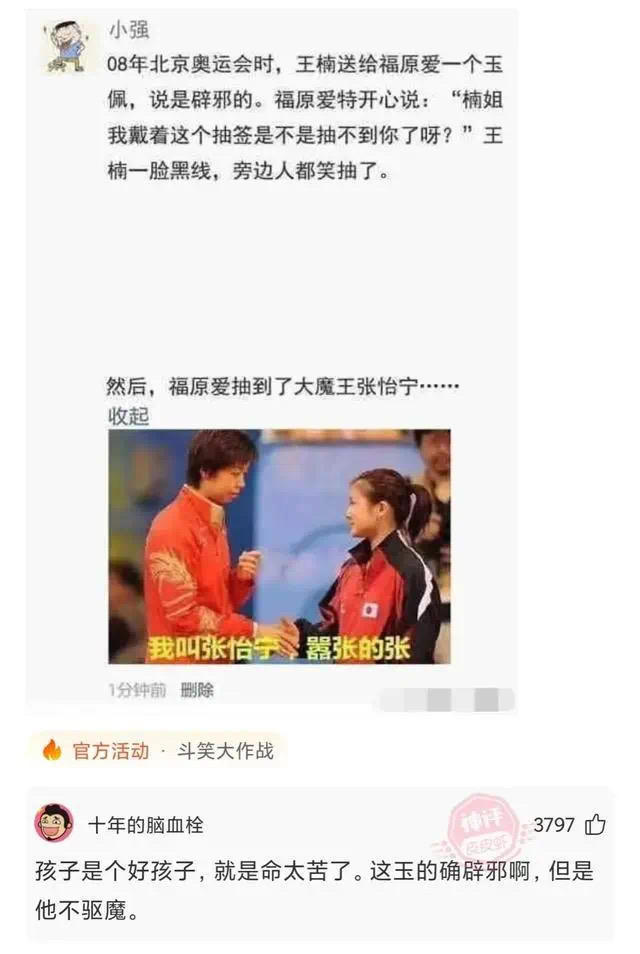 小强
08年北京奥运会时，王楠送给福原爱一个玉
佩，说是辟邪的。福原爱特开心说：“楠姐
我戴着这个抽签是不是抽不到你了呀？”王
楠一脸黑线，旁边人都笑抽了。
然后，福原爱抽到了大魔王张怡宁……
收起
我叫张怡宁，嚣张的张
1分钟前 删除
官方活动 · 斗笑大作战
十年的脑血栓
神评
皮皮虾
3797
孩子是个好孩子，就是命太苦了。这玉的确辟邪啊，但是
他不驱魔。